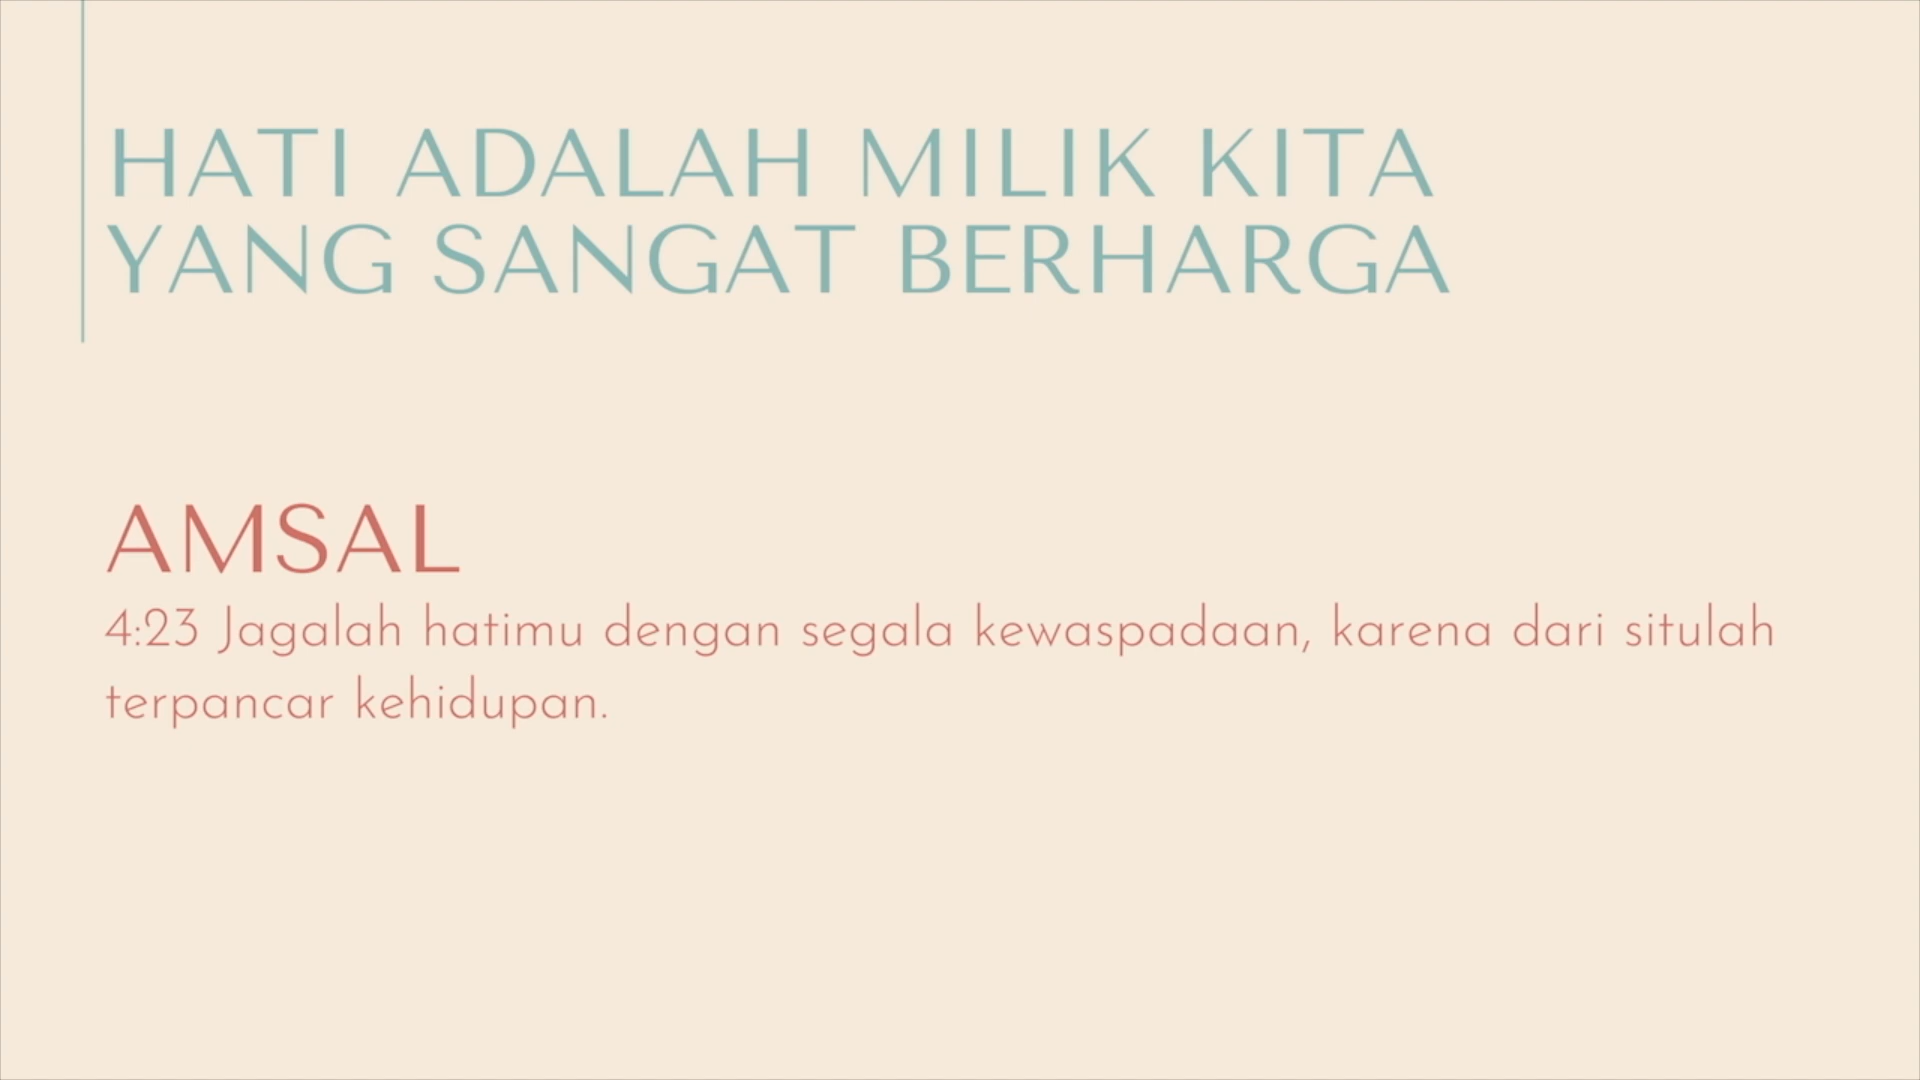 HATI ADALAH MILIK KITA
YANG SANGAT BERHARGA
AMSAL
4:23 Jagalah hatimu dengan segala kewaspadaan, karena dari situlah
terpancar kehidupan.